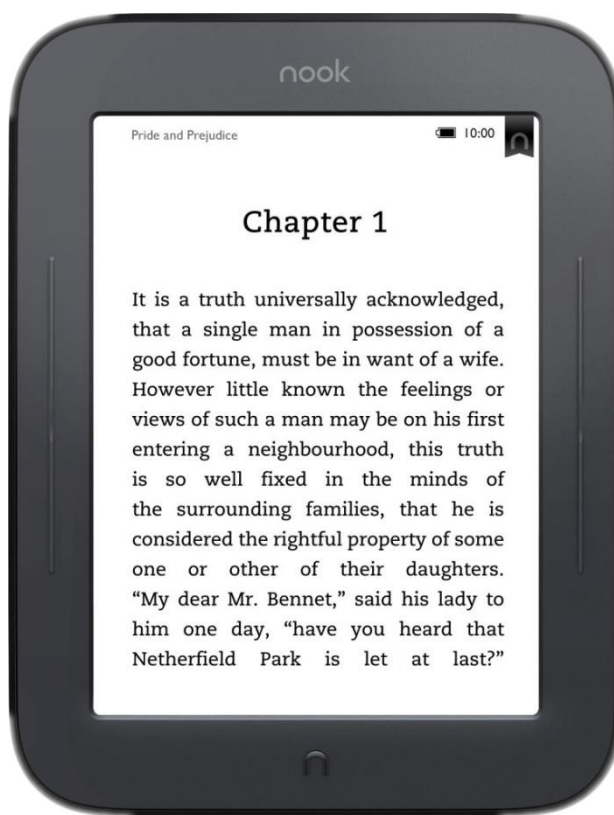 nook
Pride and Prejudice 10:00
Chapter 1
It is a truth universally acknowledged,
that a single man in possession of a
good fortune, must be in want of a wife.
However little known the feelings or
views of such a man may be on his first
entering a neighbourhood, this truth
is so well fixed in the minds of
the surrounding families, that he is
considered the rightful property of some
one or other of their daughters.
“My dear Mr. Bennet,” said his lady to
him one day, “have you heard that
Netherfield Park is let at last?”